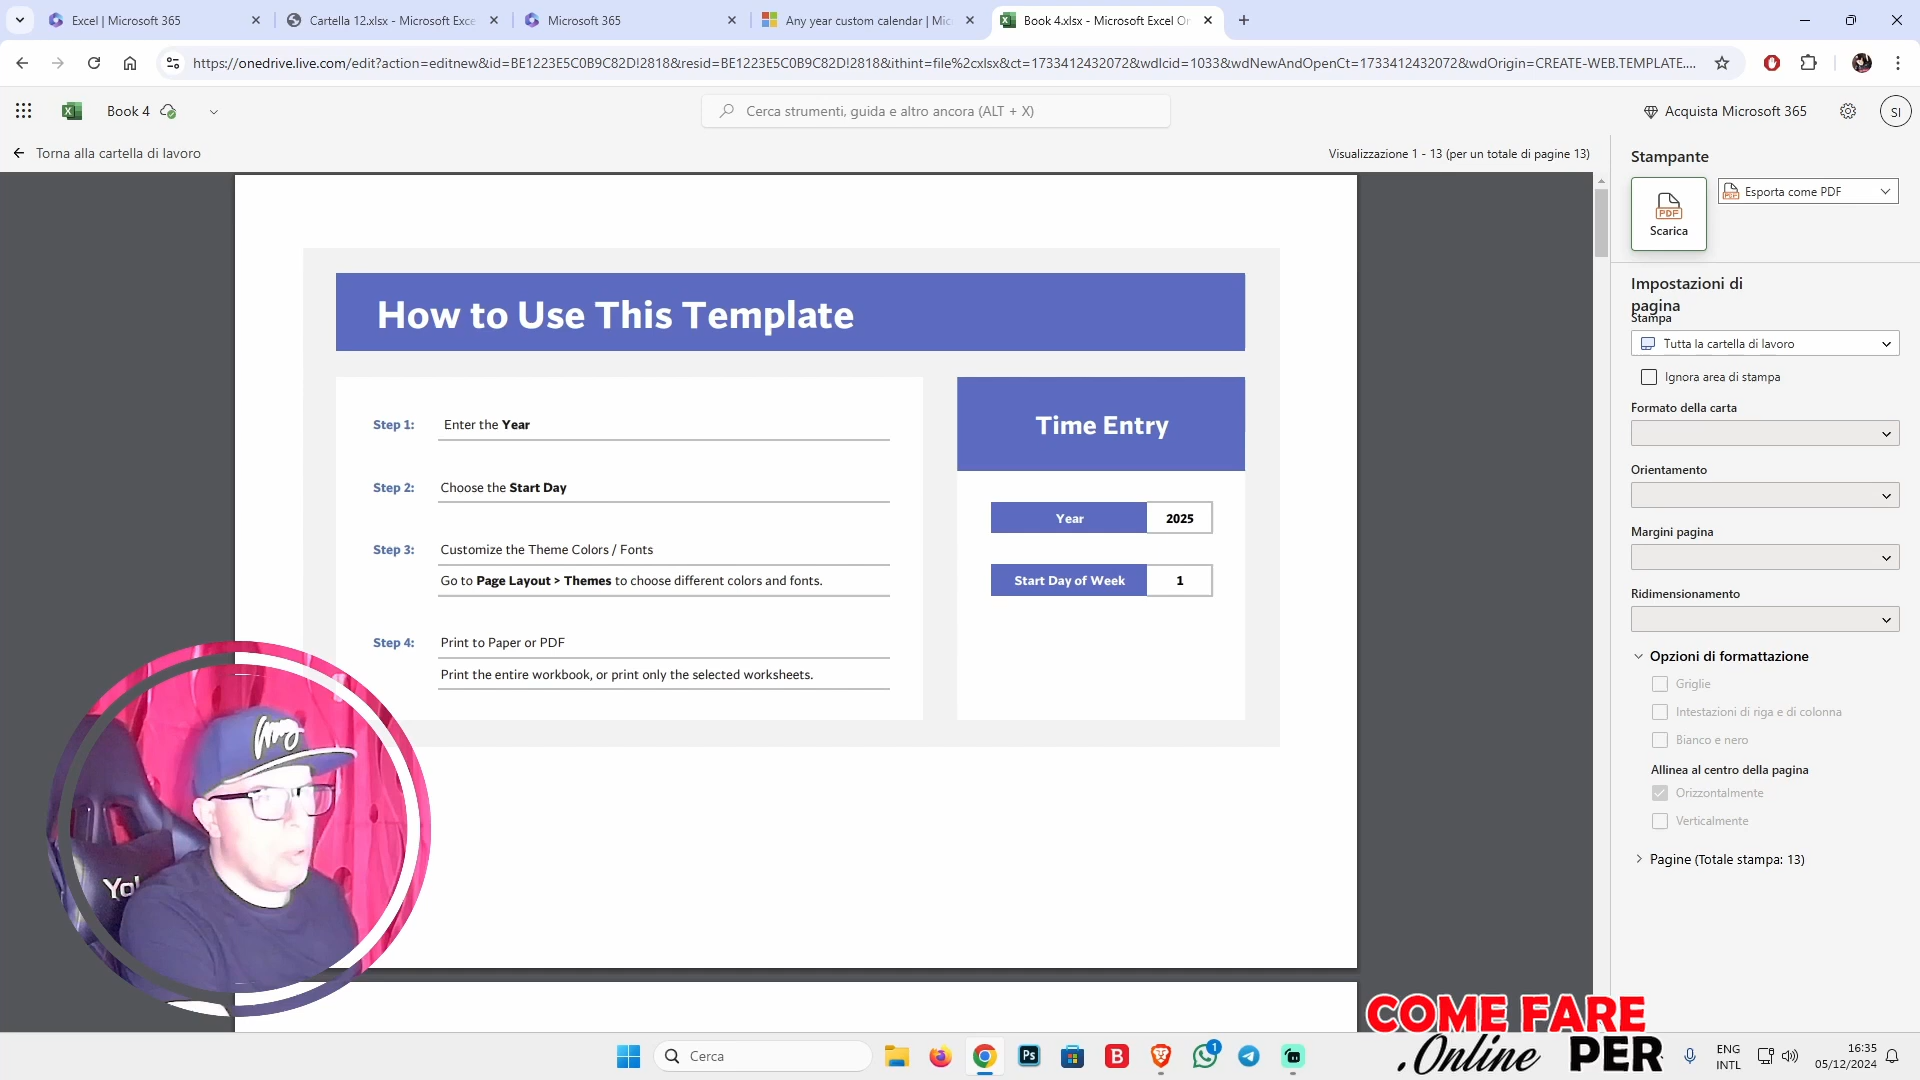 Excel | Microsoft 365
Cartella 12.xlsx - Microsoft Exce
Microsoft 365
Any year custom calendar | Mic
Book 4.xlsx - Microsoft Excel On
https://onedrive.live.com/edit?action=editnew&id=BE1223E5C0B9C82D!2818&resid=BE1223E5C0B9C82D!2818&ithint=file%2cxlsx&ct=1733412432072&wdlcid=1033&wdNewAndOpenCt=1733412432072&wdOrigin=CREATE-WEB.TEMPLATE....
Book 4
Cerca strumenti, guida e altro ancora (ALT + X)
Acquista Microsoft 365
SI
Torna alla cartella di lavoro
Visualizzazione 1 - 13 (per un totale di pagine 13)
How to Use This Template
Step 1: Enter the Year
Step 2: Choose the Start Day
Step 3: Customize the Theme Colors / Fonts
Go to Page Layout > Themes to choose different colors and fonts.
Step 4: Print to Paper or PDF
Print the entire workbook, or print only the selected worksheets.
Time Entry
Year 2025
Start Day of Week 1
Stampante
PDF
Scarica
Esporta come PDF
Impostazioni di
pagina
Stampa
Tutta la cartella di lavoro
Ignora area di stampa
Formato della carta
Orientamento
Margini pagina
Ridimensionamento
Opzioni di formattazione
Griglie
Intestazioni di riga e di colonna
Bianco e nero
Allinea al centro della pagina
Orizzontalmente
Verticalmente
Pagine (Totale stampa: 13)
COME FARE
.Online PER
Cerca
Ps
B
1
ENG
INTL
16:35
05/12/2024